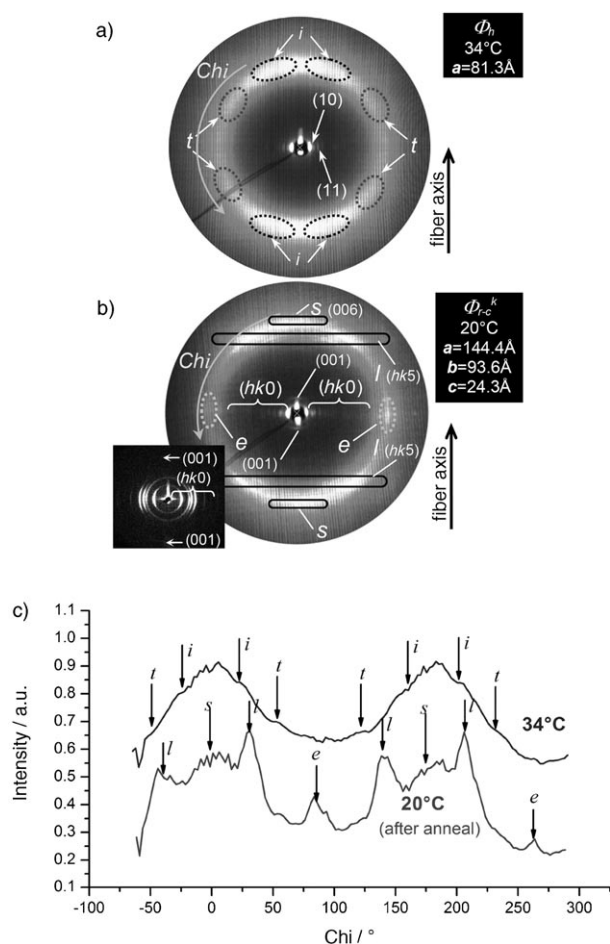 a)
i
Φh
34°C
a=81.3Å
Chi
(10)
t
t
t
(11)
fiber axis
i
b)
s (006)
Φr-c^k
20°C
a=144.4Å
b=93.6Å
c=24.3Å
Chi
(001)
l (hk5)
(hk0) (hk0)
e
e
(001)
l (hk5)
← (001)
(hk0)
← (001)
s
fiber axis
c)
Intensity / a.u.
1.1
1.0
0.9
0.8
0.7
0.6
0.5
0.4
0.3
0.2
0.1
t i i t t i i t
34°C
l s l e l s l e
20°C
(after anneal)
-100 -50 0 50 100 150 200 250 300
Chi / °